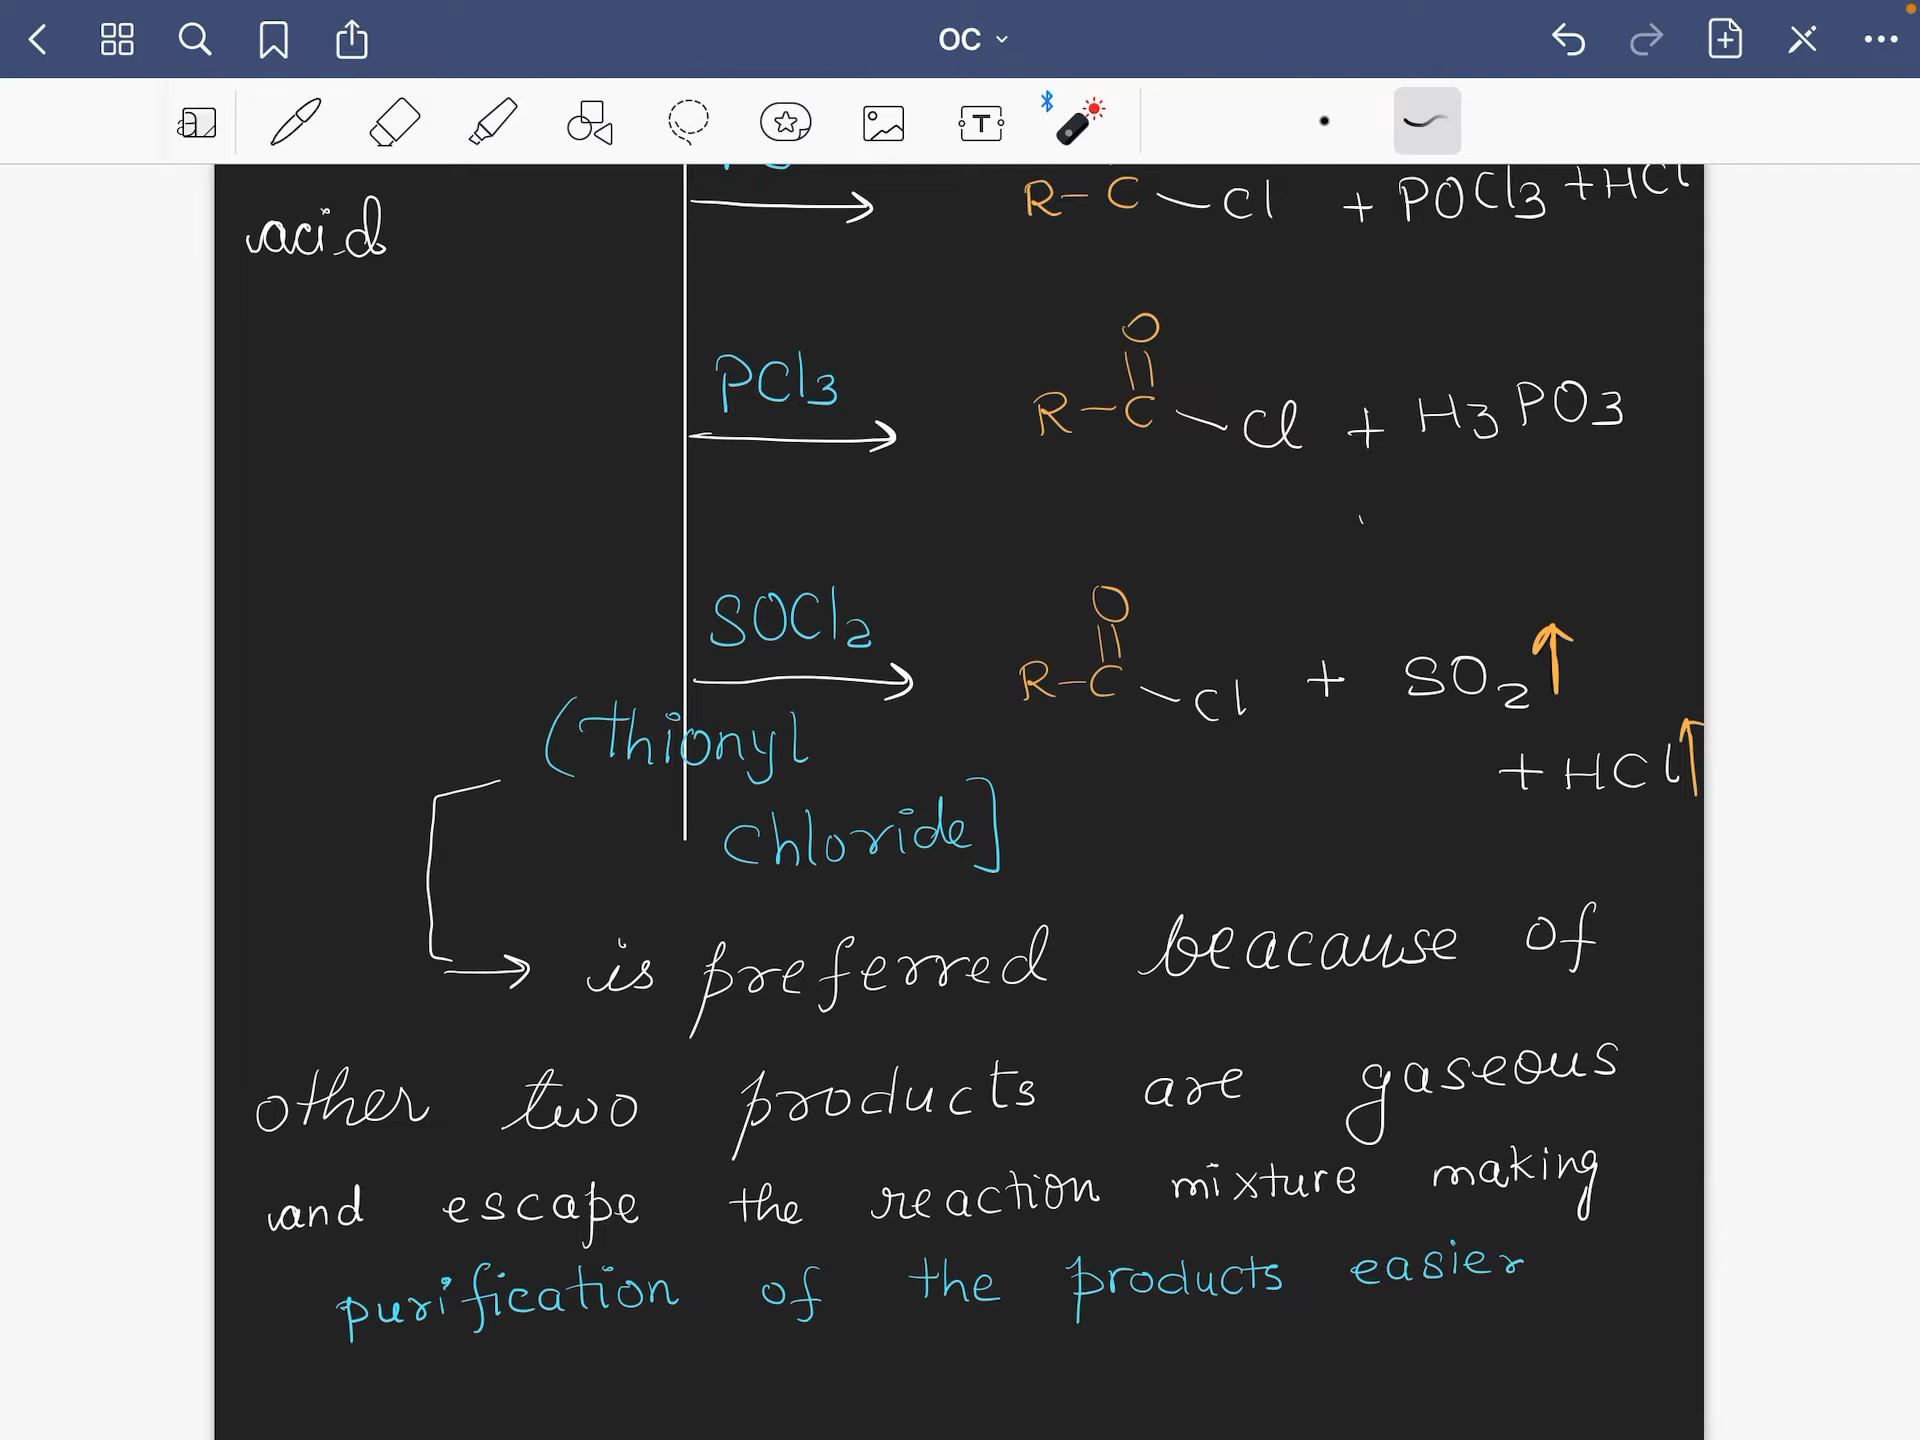 OC
R-C-Cl + POCl3 +HCl
acid
O
PCl3
R-C-Cl + H3PO3
O
SOCl2
R-C-Cl + SO2↑
(thionyl
+HCl↑
chloride]
→ is preferred beacause of
other two products are gaseous
and escape the reaction mixture making
purification of the products easier